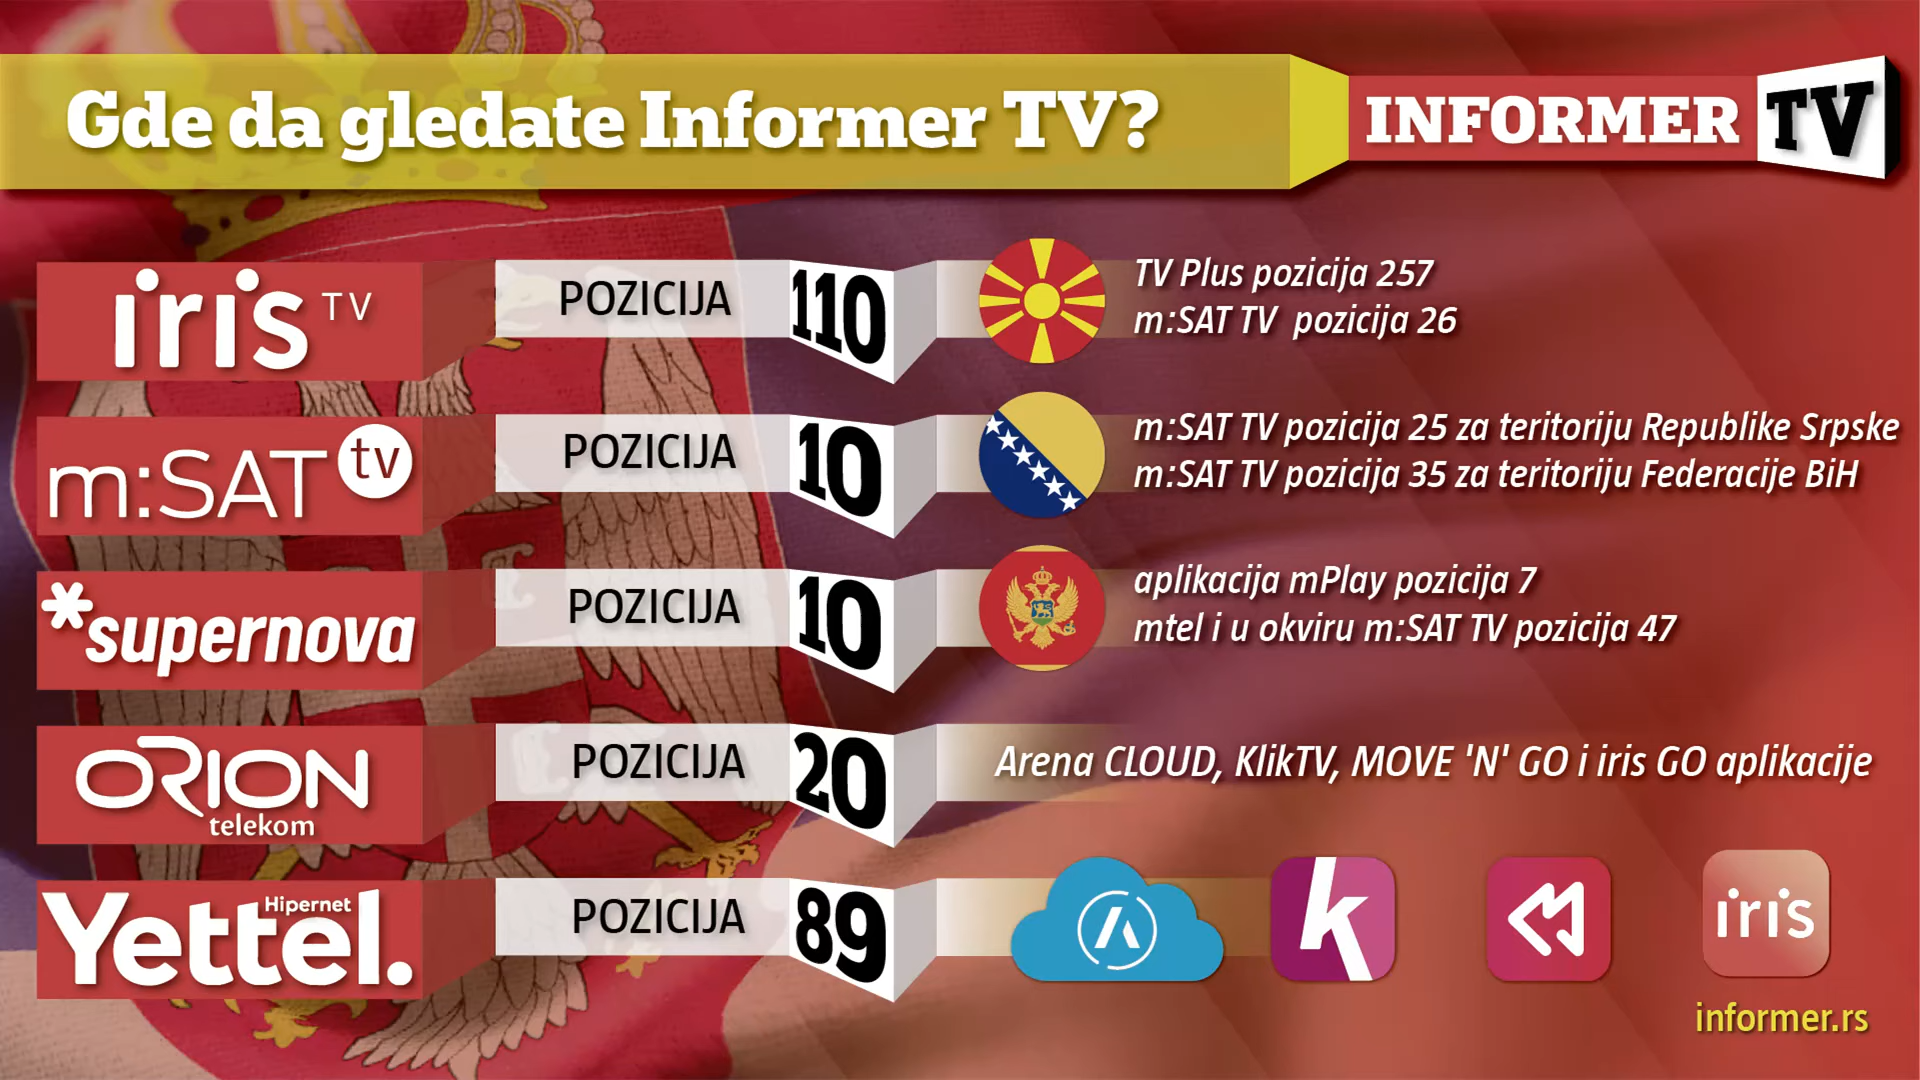 Gde da gledate Informer TV?
INFORMER TV
iris TV
POZICIJA 110
TV Plus pozicija 257
m:SAT TV pozicija 26
m:SAT tv
POZICIJA 10
m:SAT TV pozicija 25 za teritoriju Republike Srpske
m:SAT TV pozicija 35 za teritoriju Federacije BiH
*supernova
POZICIJA 10
aplikacija mPlay pozicija 7
mtel i u okviru m:SAT TV pozicija 47
ORION
telekom
POZICIJA 20
Arena CLOUD, KlikTV, MOVE 'N' GO i iris GO aplikacije
Hipernet
Yettel.
POZICIJA 89
k
iris
informer.rs